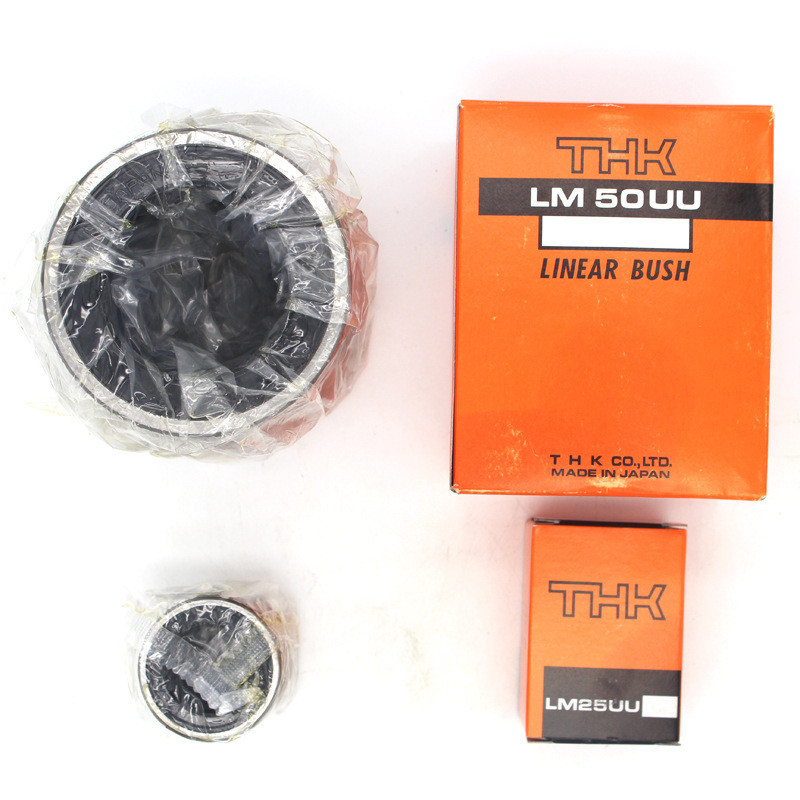 THK
LM 50UU
LINEAR BUSH
T H K CO.,LTD.
MADE IN JAPAN
THK
LM25UU